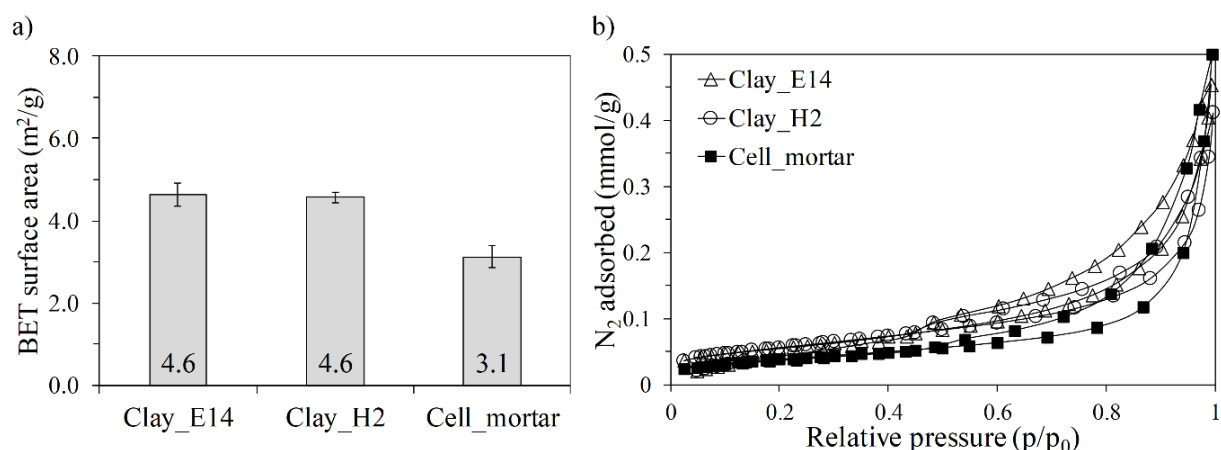 a)
BET surface area (m²/g)
8.0
6.0
4.0
2.0
0.0
4.6
4.6
3.1
Clay_E14
Clay_H2
Cell_mortar
b)
N₂ adsorbed (mmol/g)
0.5
0.4
0.3
0.2
0.1
0
Clay_E14
Clay_H2
Cell_mortar
0
0.2
0.4
0.6
0.8
1
Relative pressure (p/p₀)